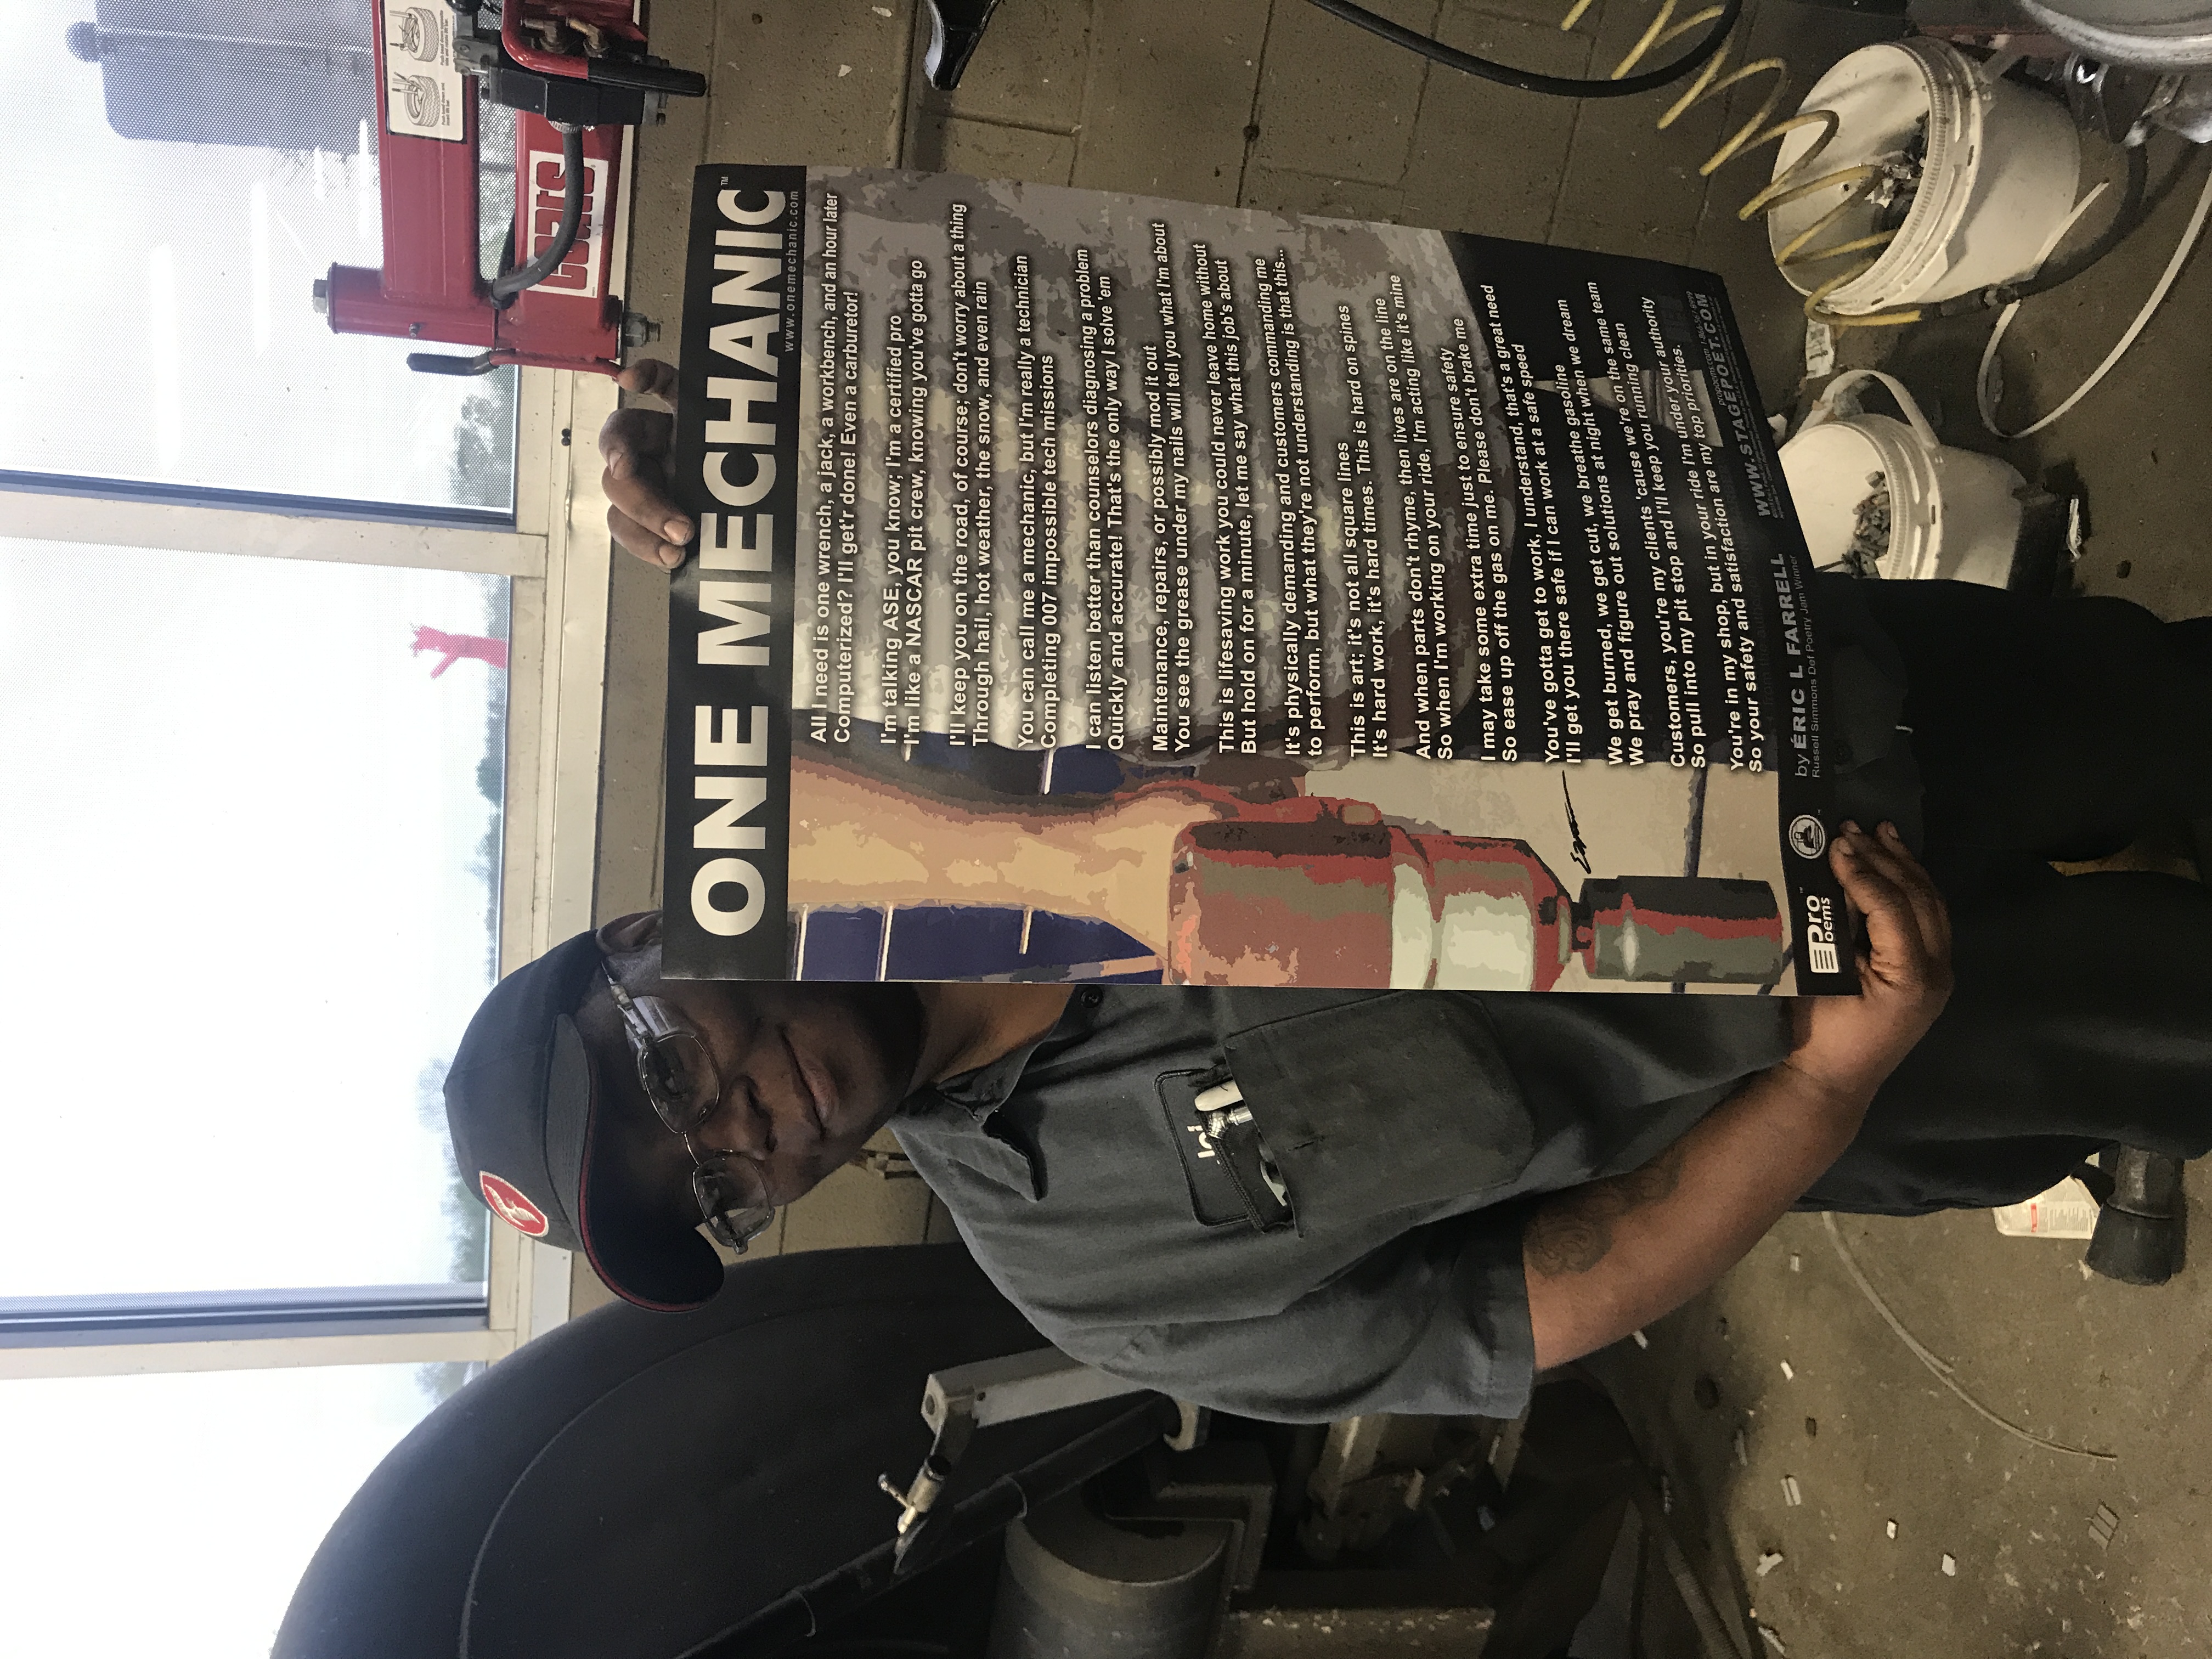 ONE MECHANIC™
www.onemechanic.com
All I need is one wrench, a jack, a workbench, and an hour later
Computerized? I'll get'r done! Even a carburetor!
I'm talking ASE, you know; I'm a certified pro
I'm like a NASCAR pit crew, knowing you've gotta go
I'll keep you on the road, of course; don't worry about a thing
Through hail, hot weather, the snow, and even rain
You can call me a mechanic, but I'm really a technician
Completing 007 impossible tech missions
I can listen better than counselors diagnosing a problem
Quickly and accurate! That's the only way I solve 'em
Maintenance, repairs, or possibly mod it out
You see the grease under my nails will tell you what I'm about
This is lifesaving work you could never leave home without
But hold on for a minute, let me say what this job's about
It's physically demanding and customers commanding me
to perform, but what they're not understanding is that this...
This is art; it's not all square lines
It's hard work, it's hard times. This is hard on spines
And when parts don't rhyme, then lives are on the line
So when I'm working on your ride, I'm acting like it's mine
I may take some extra time just to ensure safety
So ease up off the gas on me. Please don't brake me
You've gotta get to work, I understand, that's a great need
I'll get you there safe if I can work at a safe speed
We get burned, we get cut, we breathe gasoline
We pray and figure out solutions at night when we dream
Customers, you're my clients 'cause we're on the same team
So pull into my pit stop and I'll keep you running clean
You're in my shop, but in your ride I'm under your authority
So your safety and satisfaction are my top priorities.
by ERIC L FARRELL
Russell Simmons Def Poetry Jam Winner
WWW.STAGEPOET.COM
Pro™
oems
coats